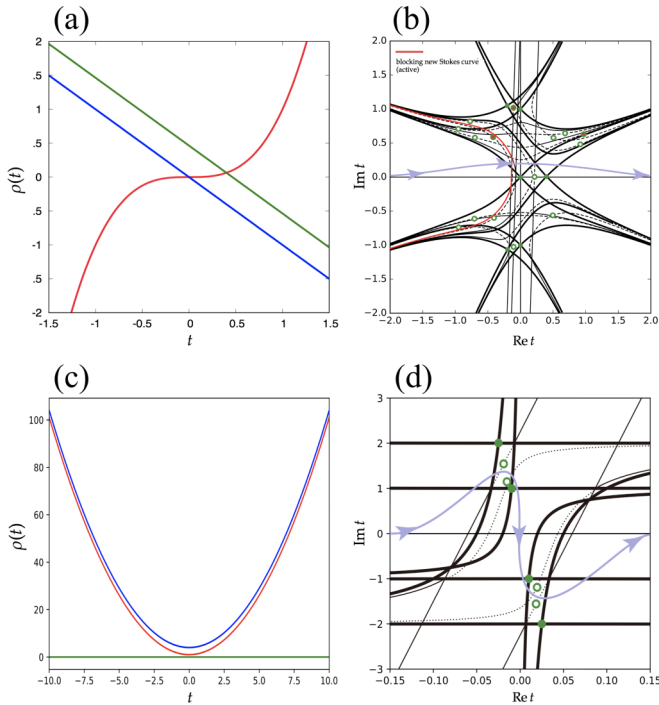 (a)
2
.5
1
.5
0
.5
-1
.5
-2
ρ(t)
-1.5 -1 -0.5 0 0.5 1 1.5
t
(b)
2.0
1.5
1.0
0.5
0.0
−0.5
−1.0
−1.5
−2.0
Im t
blocking new Stokes curve
(active)
−2.0 −1.5 −1.0 −0.5 0.0 0.5 1.0 1.5 2.0
Re t
(c)
100
80
60
40
20
0
ρ(t)
−10.0 −7.5 −5.0 −2.5 0.0 2.5 5.0 7.5 10.0
t
(d)
3
2
1
0
−1
−2
−3
Im t
−0.15 −0.10 −0.05 0.00 0.05 0.10 0.15
Re t